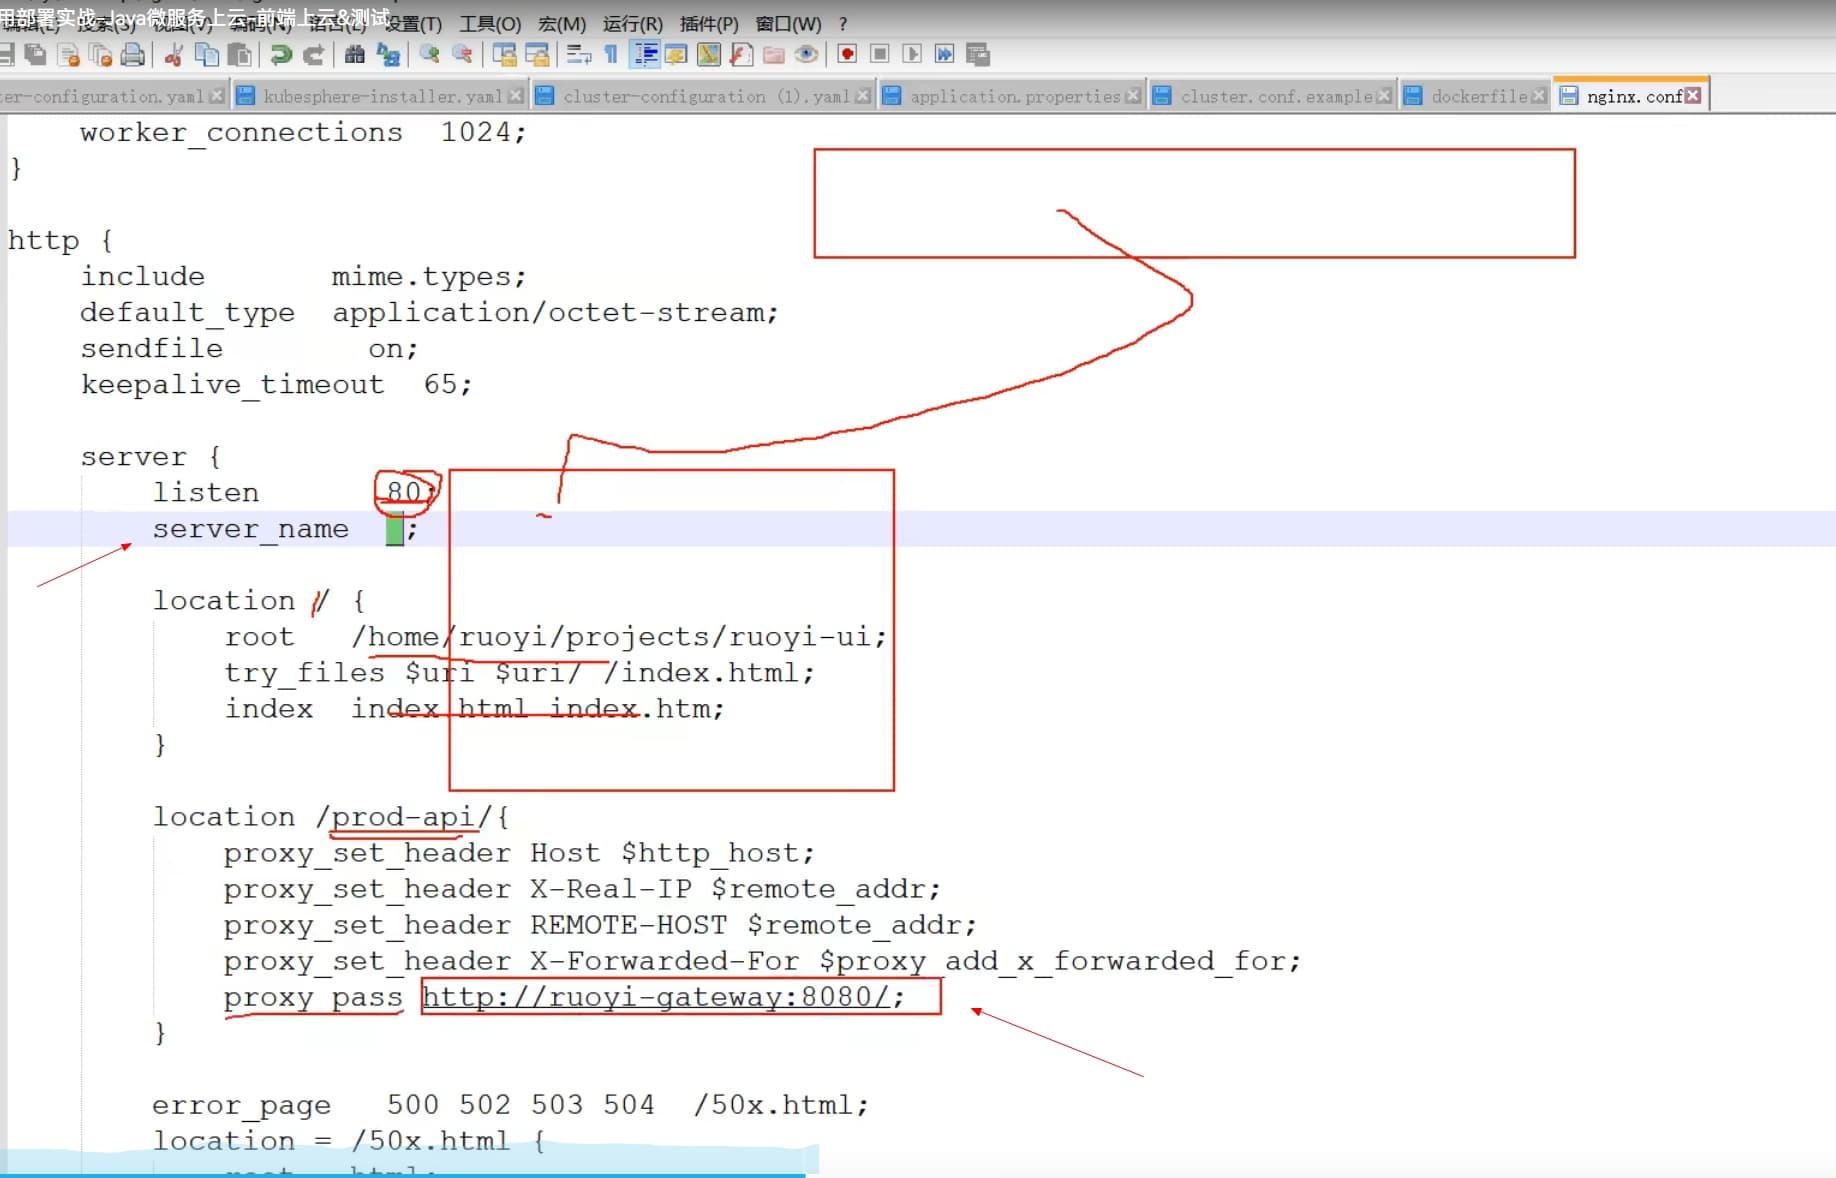 用部署实战-Java微服务上云-前端上云&测试
设置(T) 工具(O) 宏(M) 运行(R) 插件(P) 窗口(W) ?
er-configuration.yaml kubesphere-installer.yaml cluster-configuration (1).yaml application.properties cluster.conf.example dockerfile nginx.conf
worker_connections 1024;
}
http {
include mime.types;
default_type application/octet-stream;
sendfile on;
keepalive_timeout 65;
server {
listen 80;
server_name _;
location / {
root /home/ruoyi/projects/ruoyi-ui;
try_files $uri $uri/ /index.html;
index index.html index.htm;
}
location /prod-api/{
proxy_set_header Host $http_host;
proxy_set_header X-Real-IP $remote_addr;
proxy_set_header REMOTE-HOST $remote_addr;
proxy_set_header X-Forwarded-For $proxy_add_x_forwarded_for;
proxy_pass http://ruoyi-gateway:8080/;
}
error_page 500 502 503 504 /50x.html;
location = /50x.html {
root html;